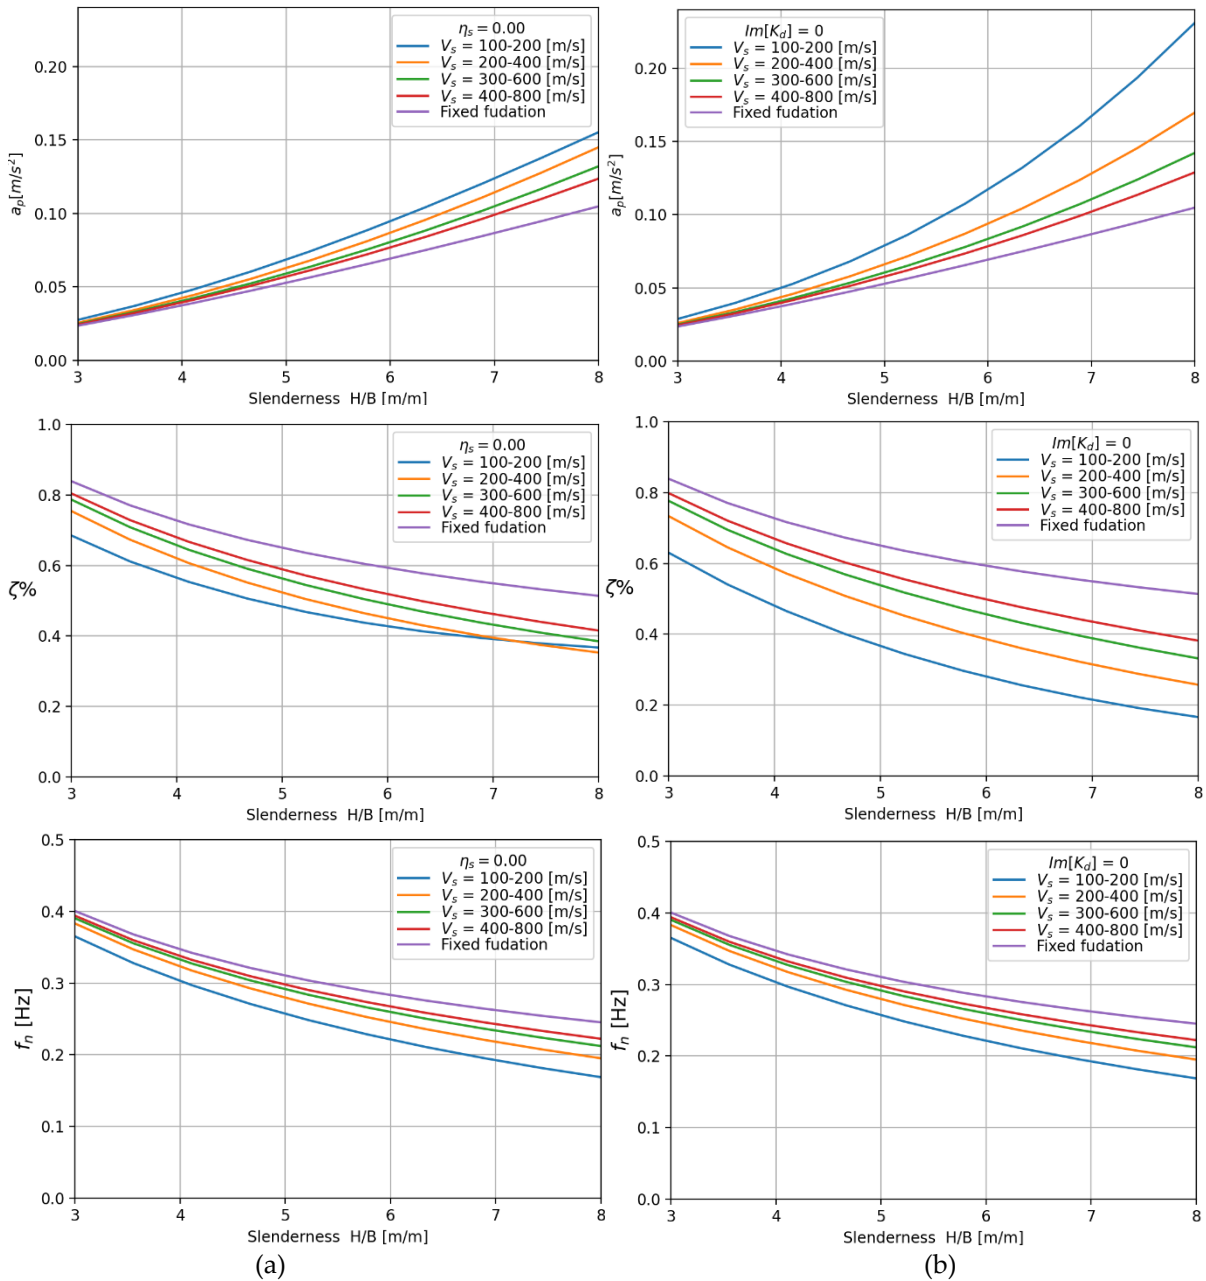 η_s = 0.00
V_s = 100-200 [m/s]
V_s = 200-400 [m/s]
V_s = 300-600 [m/s]
V_s = 400-800 [m/s]
Fixed fudation
0.20
0.15
0.10
0.05
0.00
a_p[m/s²]
3 4 5 6 7 8
Slenderness H/B [m/m]
Im[K_d] = 0
V_s = 100-200 [m/s]
V_s = 200-400 [m/s]
V_s = 300-600 [m/s]
V_s = 400-800 [m/s]
Fixed fudation
0.20
0.15
0.10
0.05
0.00
a_p[m/s²]
3 4 5 6 7 8
Slenderness H/B [m/m]
η_s = 0.00
V_s = 100-200 [m/s]
V_s = 200-400 [m/s]
V_s = 300-600 [m/s]
V_s = 400-800 [m/s]
Fixed fudation
1.0
0.8
0.6
0.4
0.2
0.0
ζ%
3 4 5 6 7 8
Slenderness H/B [m/m]
Im[K_d] = 0
V_s = 100-200 [m/s]
V_s = 200-400 [m/s]
V_s = 300-600 [m/s]
V_s = 400-800 [m/s]
Fixed fudation
1.0
0.8
0.6
0.4
0.2
0.0
ζ%
3 4 5 6 7 8
Slenderness H/B [m/m]
η_s = 0.00
V_s = 100-200 [m/s]
V_s = 200-400 [m/s]
V_s = 300-600 [m/s]
V_s = 400-800 [m/s]
Fixed fudation
0.5
0.4
0.3
0.2
0.1
0.0
f_n [Hz]
3 4 5 6 7 8
Slenderness H/B [m/m]
Im[K_d] = 0
V_s = 100-200 [m/s]
V_s = 200-400 [m/s]
V_s = 300-600 [m/s]
V_s = 400-800 [m/s]
Fixed fudation
0.5
0.4
0.3
0.2
0.1
0.0
f_n [Hz]
3 4 5 6 7 8
Slenderness H/B [m/m]
(a)
(b)